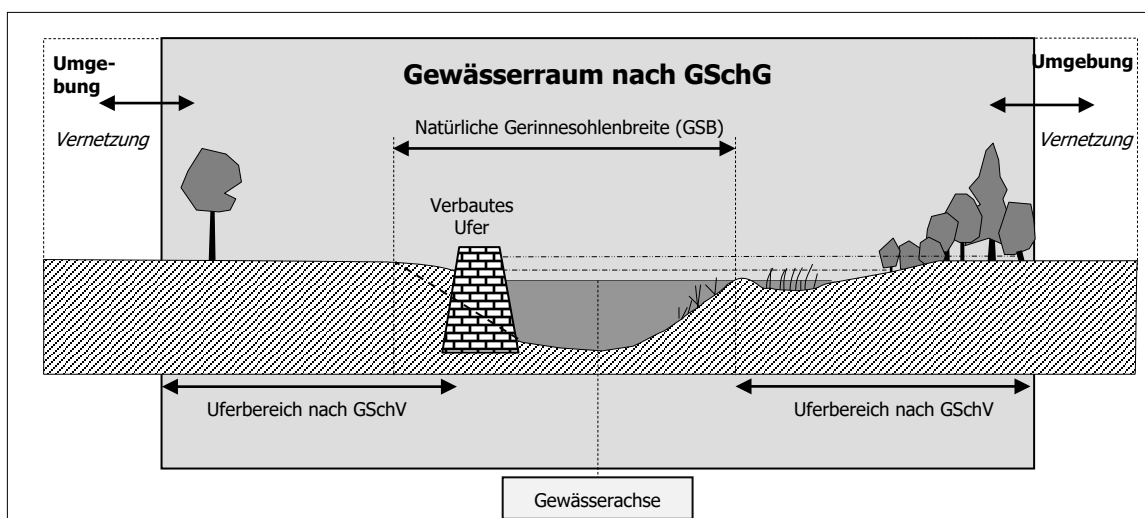 Umge-
bung
Vernetzung
Gewässerraum nach GSchG
Umgebung
Vernetzung
Natürliche Gerinnesohlenbreite (GSB)
Verbautes
Ufer
Uferbereich nach GSchV
Uferbereich nach GSchV
Gewässerachse